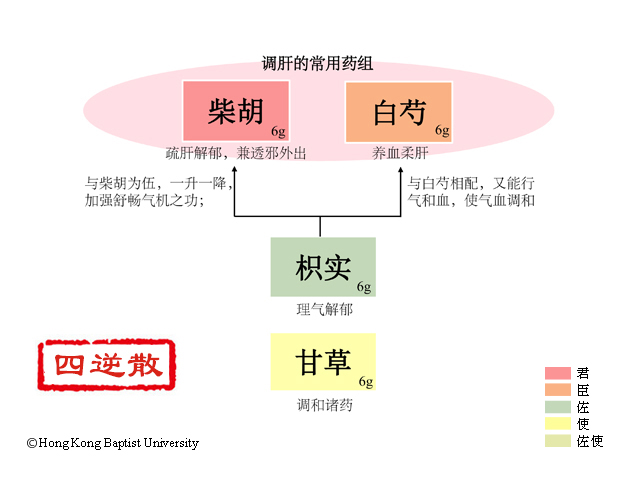 调肝的常用药组
柴胡
6g
白芍
6g
疏肝解郁，兼透邪外出
养血柔肝
与柴胡为伍，一升一降，
加强舒畅气机之功；
与白芍相配，又能行
气和血，使气血调和
枳实
6g
理气解郁
甘草
6g
调和诸药
四逆散
君
臣
佐
使
佐使
©Hong Kong Baptist University